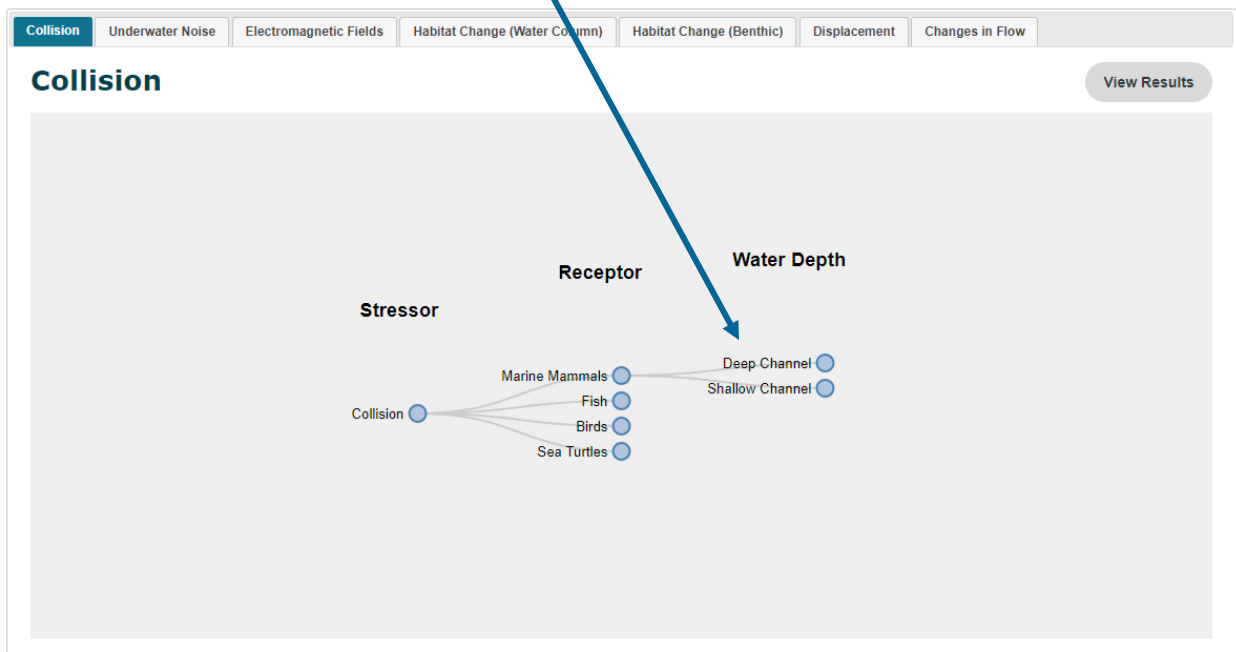 Collision Underwater Noise Electromagnetic Fields Habitat Change (Water Column) Habitat Change (Benthic) Displacement Changes in Flow
Collision
View Results
Stressor
Receptor
Water Depth
Collision
Marine Mammals
Fish
Birds
Sea Turtles
Deep Channel
Shallow Channel